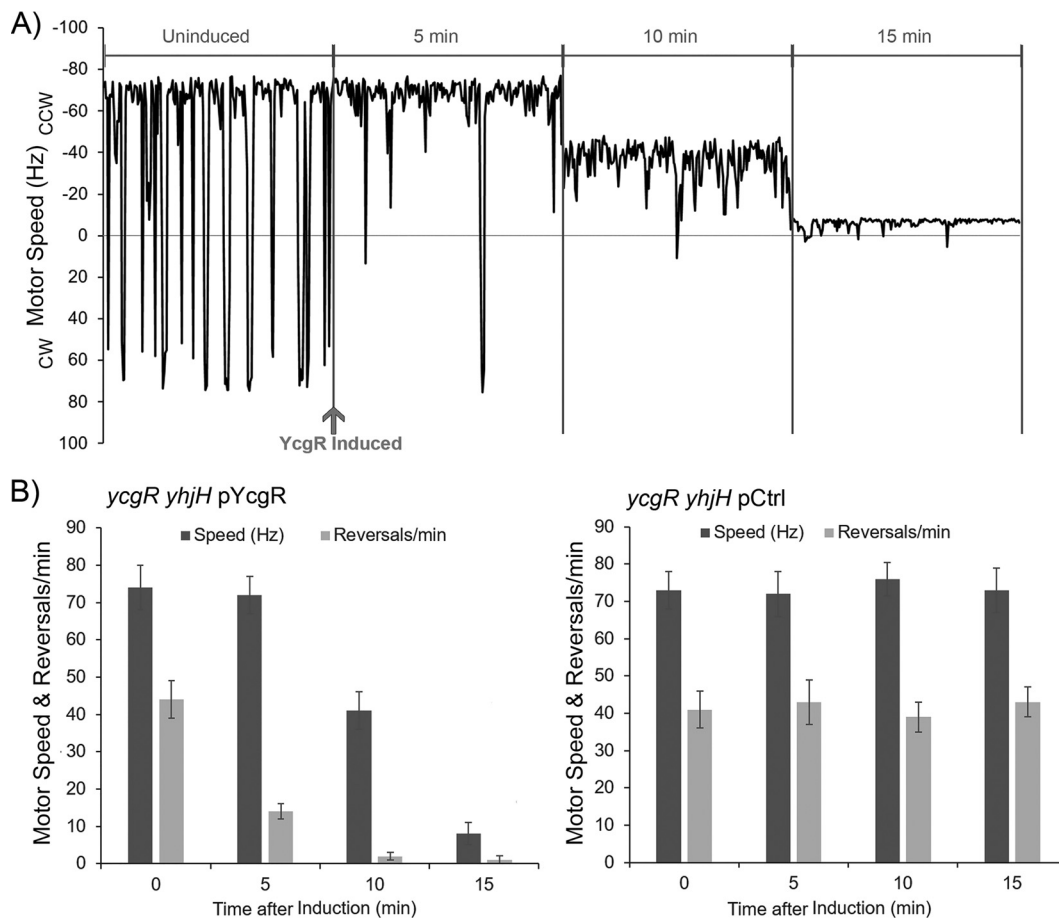 A)
Uninduced 5 min 10 min 15 min
-100
-80
-60
-40
-20
0
20
40
60
80
100
CW Motor Speed (Hz) CCW
YcgR Induced
B)
ycgR yhjH pYcgR
Speed (Hz) Reversals/min
Motor Speed & Reversals/min
90
80
70
60
50
40
30
20
10
0
0 5 10 15
Time after Induction (min)
ycgR yhjH pCtrl
Speed (Hz) Reversals/min
Motor Speed & Reversals/min
90
80
70
60
50
40
30
20
10
0
0 5 10 15
Time after Induction (min)